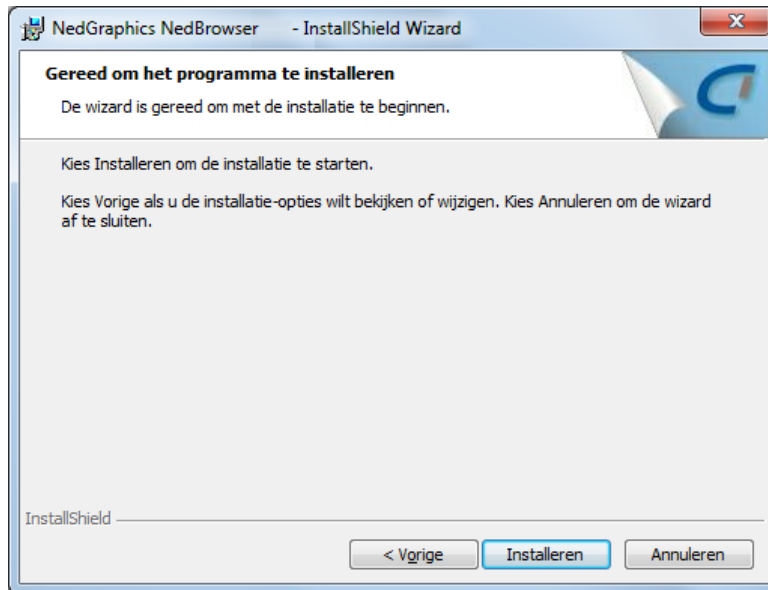 NedGraphics NedBrowser - InstallShield Wizard
Gereed om het programma te installeren
De wizard is gereed om met de installatie te beginnen.
Kies Installeren om de installatie te starten.
Kies Vorige als u de installatie-opties wilt bekijken of wijzigen. Kies Annuleren om de wizard
af te sluiten.
InstallShield
< Vorige Installeren Annuleren